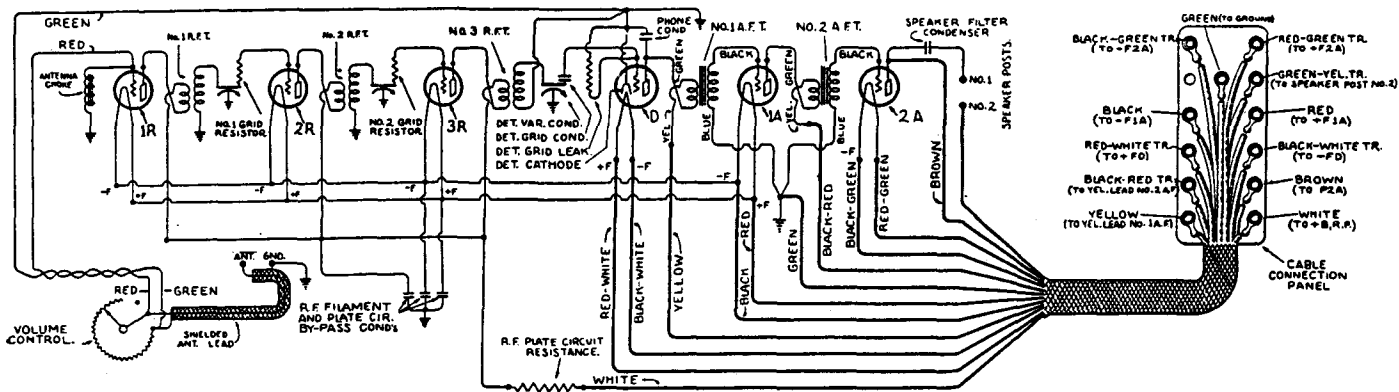 GREEN
RED
ANTENNA
CHOKE
1R
No.1 R.F.T.
NO.1 GRID
RESISTOR
2R
No.2 R.F.T.
NO.2 GRID
RESISTOR
3R
NO.3 R.F.T.
DET. VAR. COND.
DET. GRID COND.
DET. GRID LEAK
DET. CATHODE
PHONE
COND
D
GREEN
YEL
NO.1 A.F.T.
BLACK
BLUE
1A
GREEN
YEL.
NO.2 A.F.T.
BLACK
BLUE
2A
SPEAKER FILTER
CONDENSER
NO.1
NO.2
SPEAKER POSTS.
-F
+F
-F
+F
-F
+F
+F
-F
-F
+F
RED-WHITE
BLACK-WHITE
YELLOW
BLACK
RED
GREEN
BLACK-RED
BLACK-GREEN
RED-GREEN
BROWN
ANT. GND.
RED
GREEN
VOLUME
CONTROL.
SHIELDED
ANT. LEAD
R.F. FILAMENT
AND PLATE CIR.
BY-PASS COND'S
R.F. PLATE CIRCUIT
RESISTANCE.
WHITE
GREEN (TO GROUND)
BLACK-GREEN TR.
(TO -F2A)
RED-GREEN TR.
(TO +F2A)
GREEN-YEL. TR.
(TO SPEAKER POST NO.2)
BLACK
(TO -F1A)
RED
(TO +F1A)
RED-WHITE TR.
(TO + FD)
BLACK-WHITE TR.
(TO -FD)
BLACK-RED TR.
(TO YEL. LEAD NO.2 A.F.)
BROWN
(TO P2A)
YELLOW
(TO YEL. LEAD NO.1 A.F.)
WHITE
(TO +B.R.F.)
CABLE
CONNECTION
PANEL